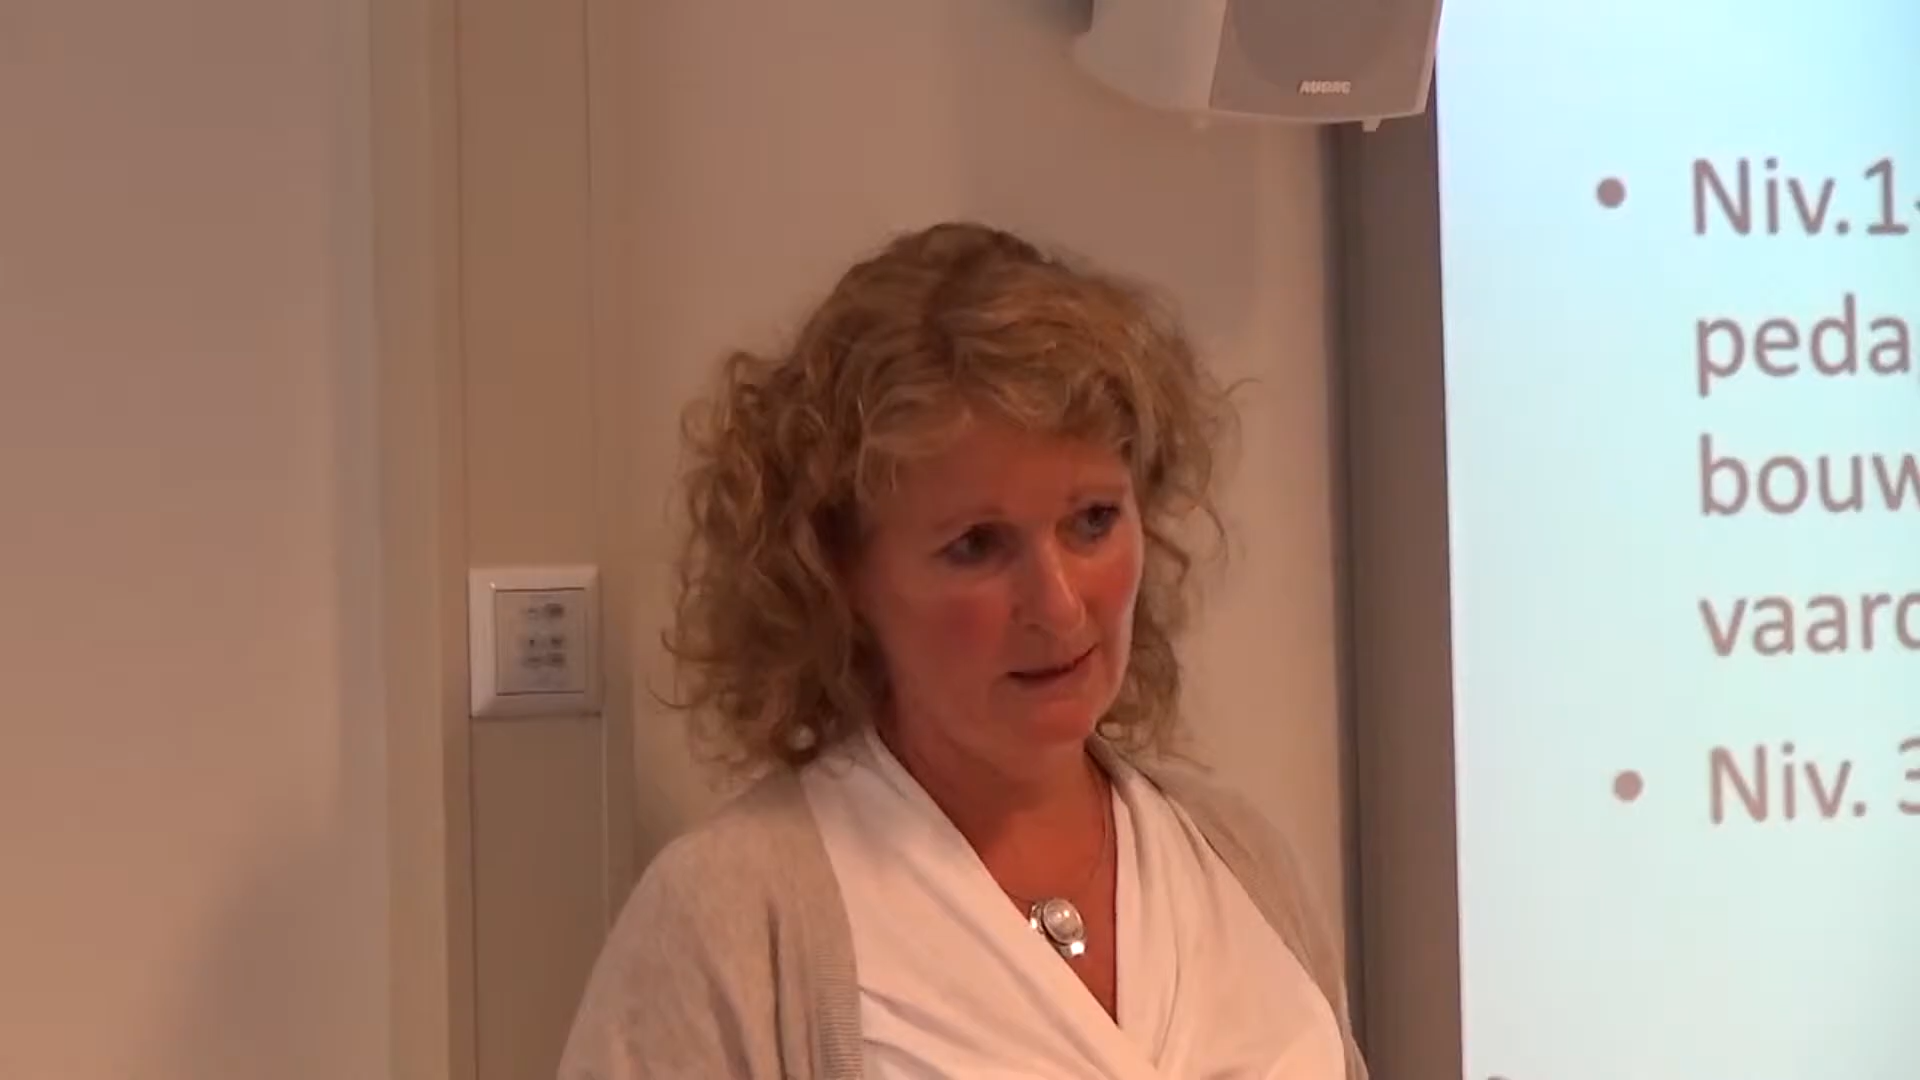 AUDAC
• Niv.1-
peda
bouw
vaard
• Niv. 3